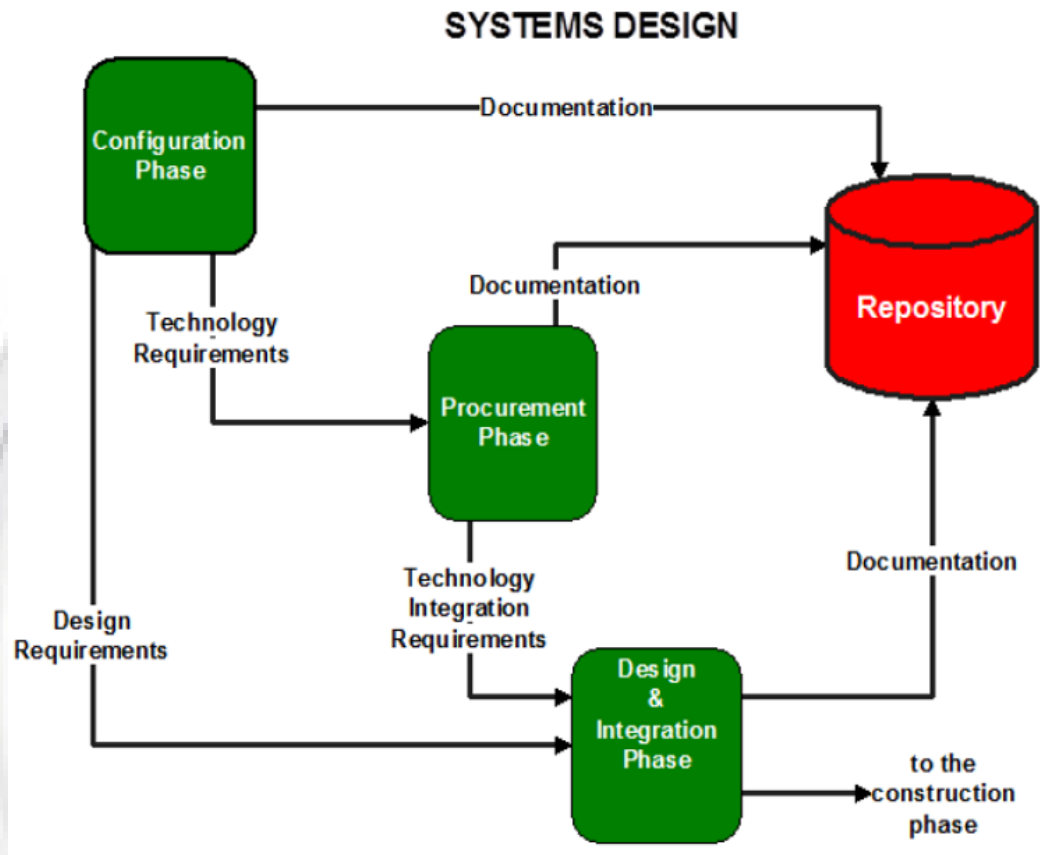 SYSTEMS DESIGN
Documentation
Configuration
Phase
Documentation
Repository
Technology
Requirements
Procurement
Phase
Documentation
Technology
Integration
Requirements
Design
Requirements
Design
&
Integration
Phase
to the
construction
phase